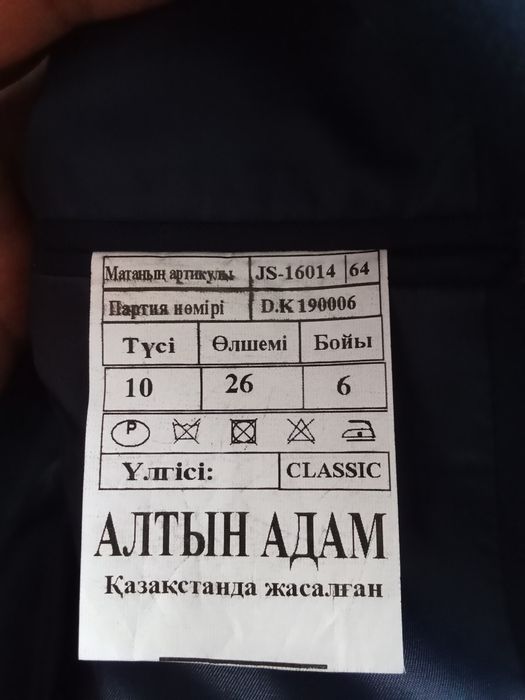 Матаның артикулы JS-16014 64
Партия нөмірі D.K 190006
Түсі Өлшемі Бойы
10 26 6
P
Үлгісі: CLASSIC
АЛТЫН АДАМ
Қазақстанда жасалған